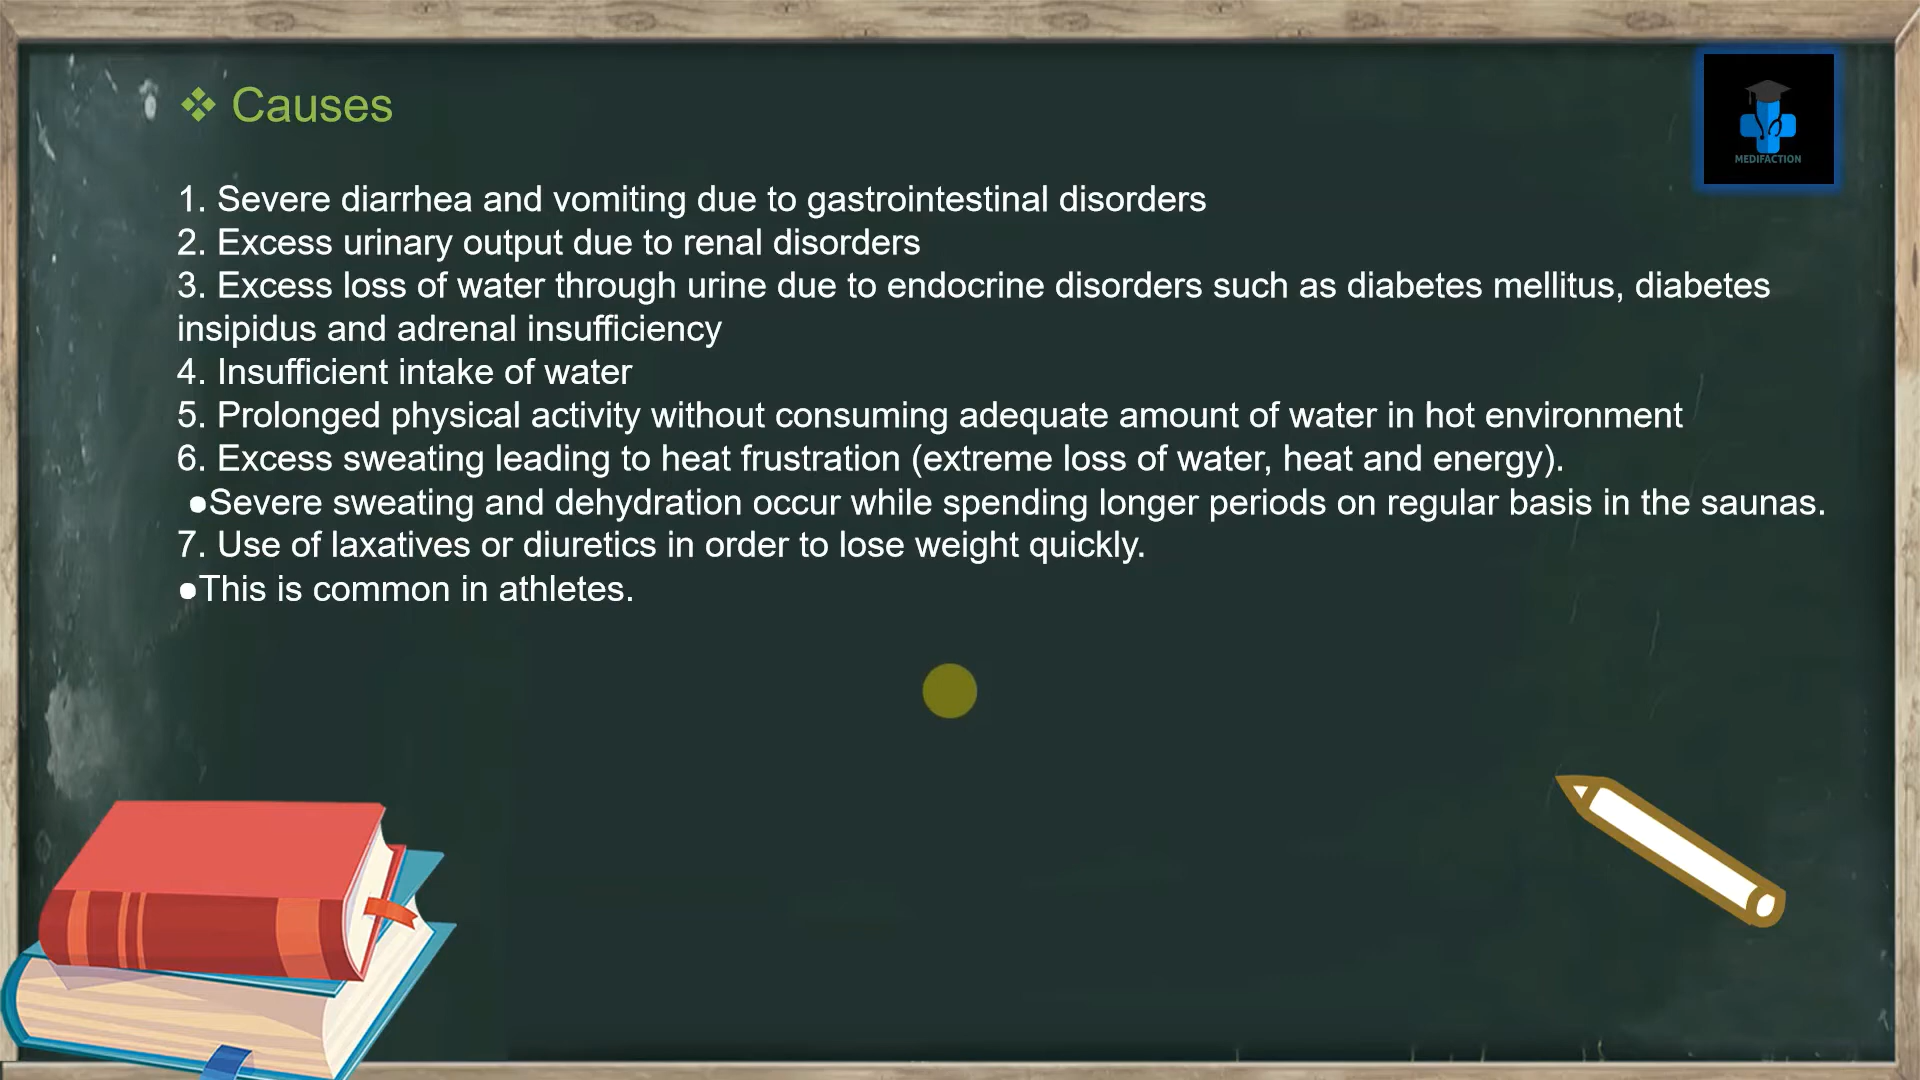 ❖ Causes
MEDIFACTION
1. Severe diarrhea and vomiting due to gastrointestinal disorders
2. Excess urinary output due to renal disorders
3. Excess loss of water through urine due to endocrine disorders such as diabetes mellitus, diabetes
insipidus and adrenal insufficiency
4. Insufficient intake of water
5. Prolonged physical activity without consuming adequate amount of water in hot environment
6. Excess sweating leading to heat frustration (extreme loss of water, heat and energy).
●Severe sweating and dehydration occur while spending longer periods on regular basis in the saunas.
7. Use of laxatives or diuretics in order to lose weight quickly.
●This is common in athletes.